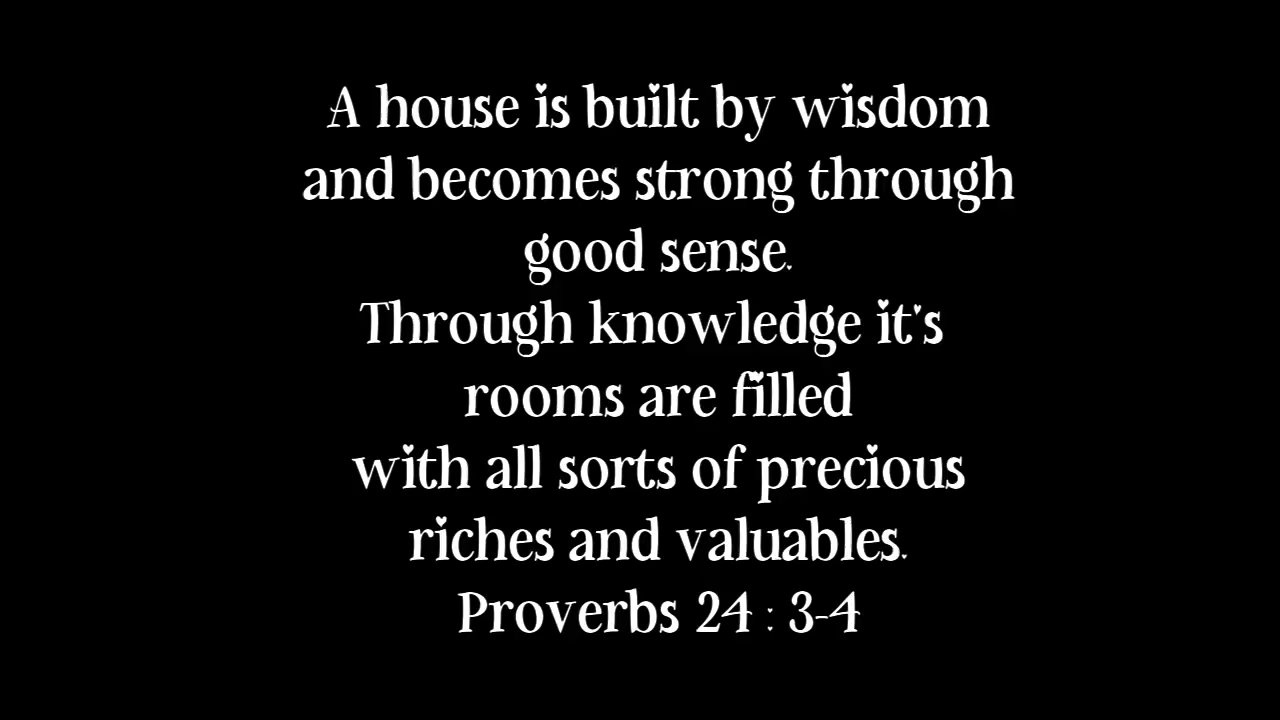 A house is built by wisdom
and becomes strong through
good sense.
Through knowledge it's
rooms are filled
with all sorts of precious
riches and valuables.
Proverbs 24 : 3-4